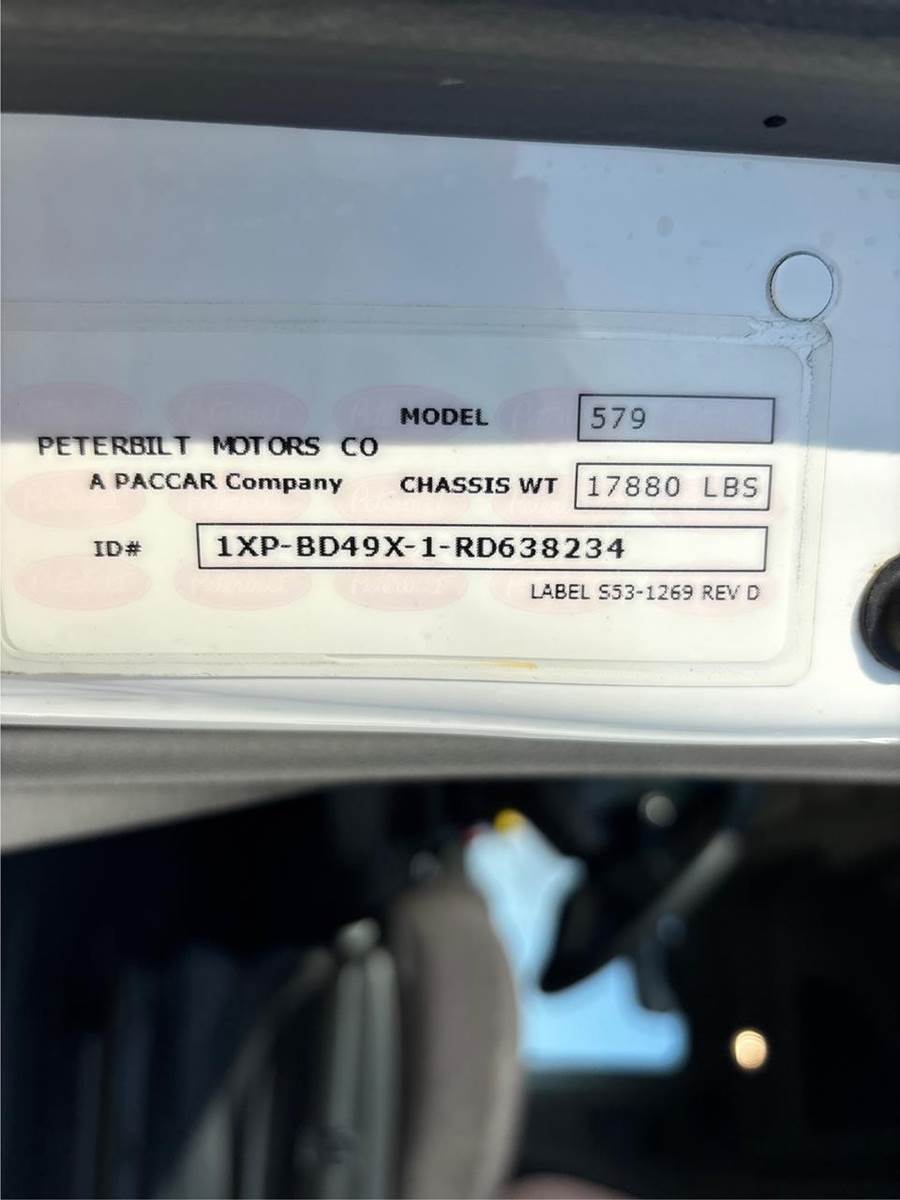 MODEL 579
PETERBILT MOTORS CO
A PACCAR Company CHASSIS WT 17880 LBS
ID# 1XP-BD49X-1-RD638234
LABEL S53-1269 REV D